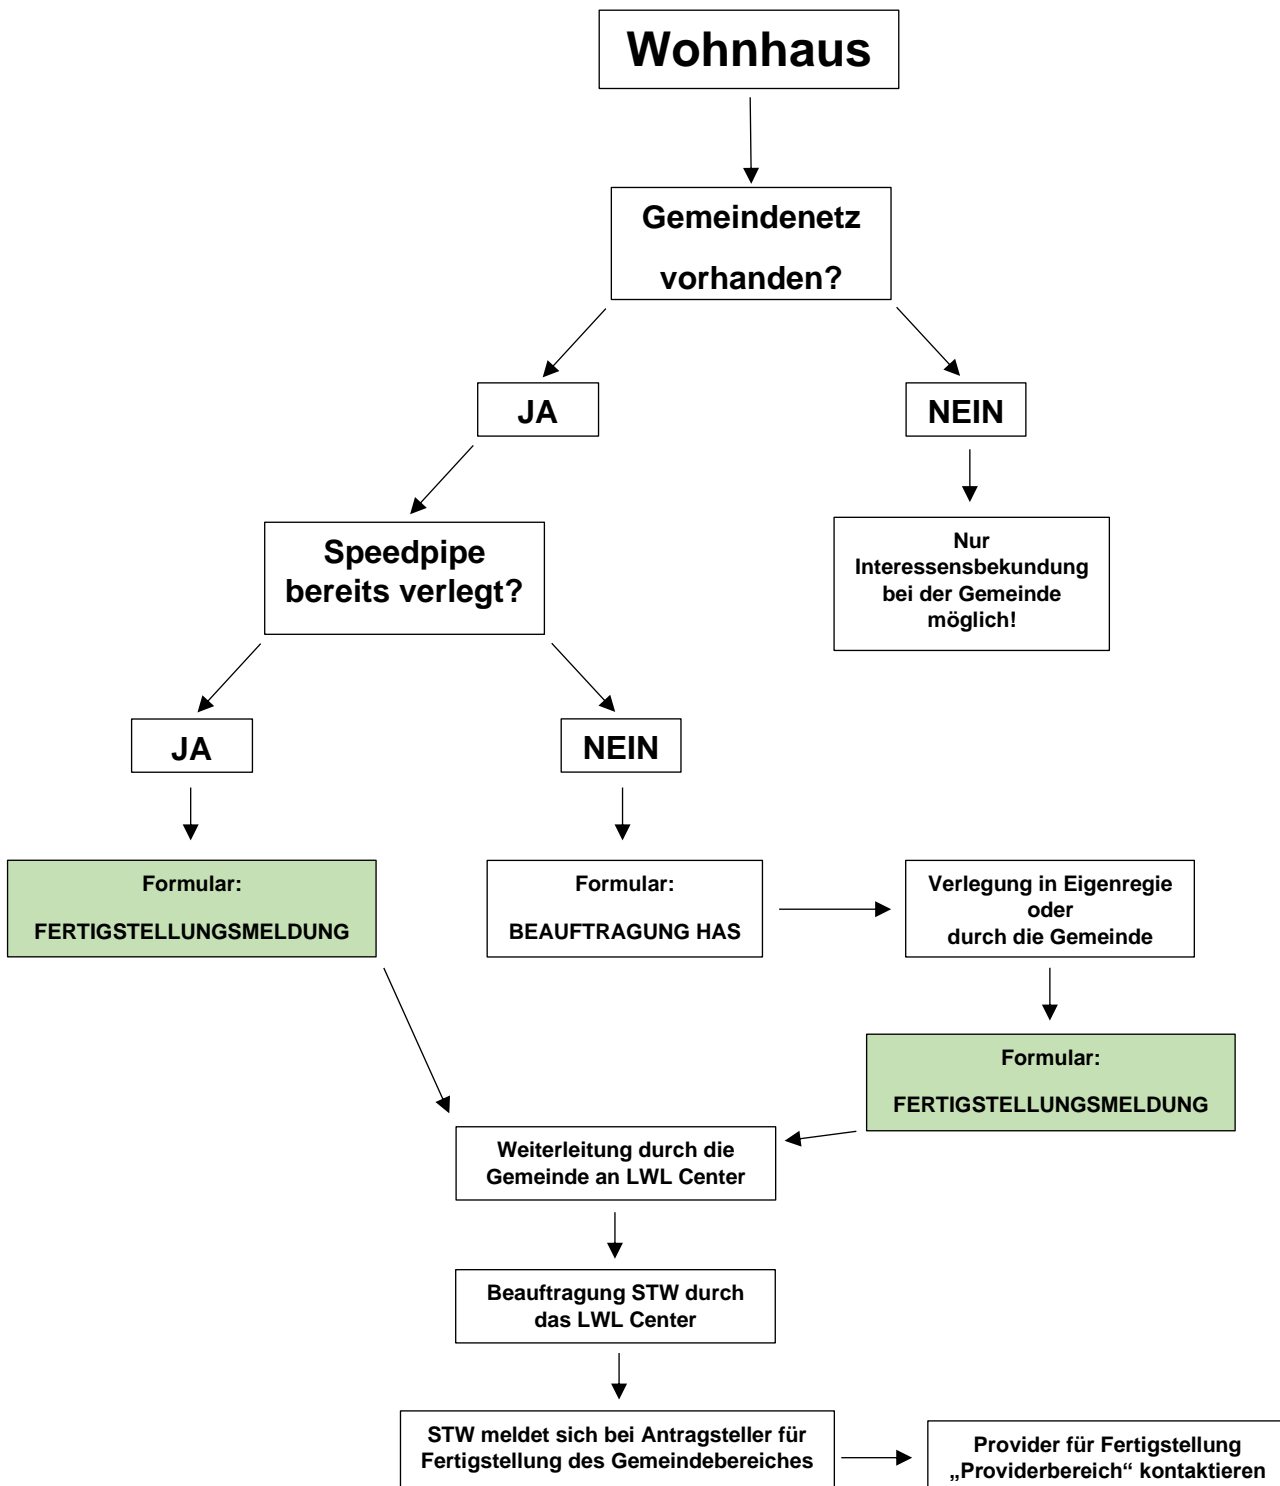 Wohnhaus
Gemeindenetz
vorhanden?
JA
NEIN
Speedpipe
bereits verlegt?
Nur
Interessensbekundung
bei der Gemeinde
möglich!
JA
NEIN
Formular:
FERTIGSTELLUNGSMELDUNG
Formular:
BEAUFTRAGUNG HAS
Verlegung in Eigenregie
oder
durch die Gemeinde
Formular:
FERTIGSTELLUNGSMELDUNG
Weiterleitung durch die
Gemeinde an LWL Center
Beauftragung STW durch
das LWL Center
STW meldet sich bei Antragsteller für
Fertigstellung des Gemeindebereiches
Provider für Fertigstellung
„Providerbereich“ kontaktieren